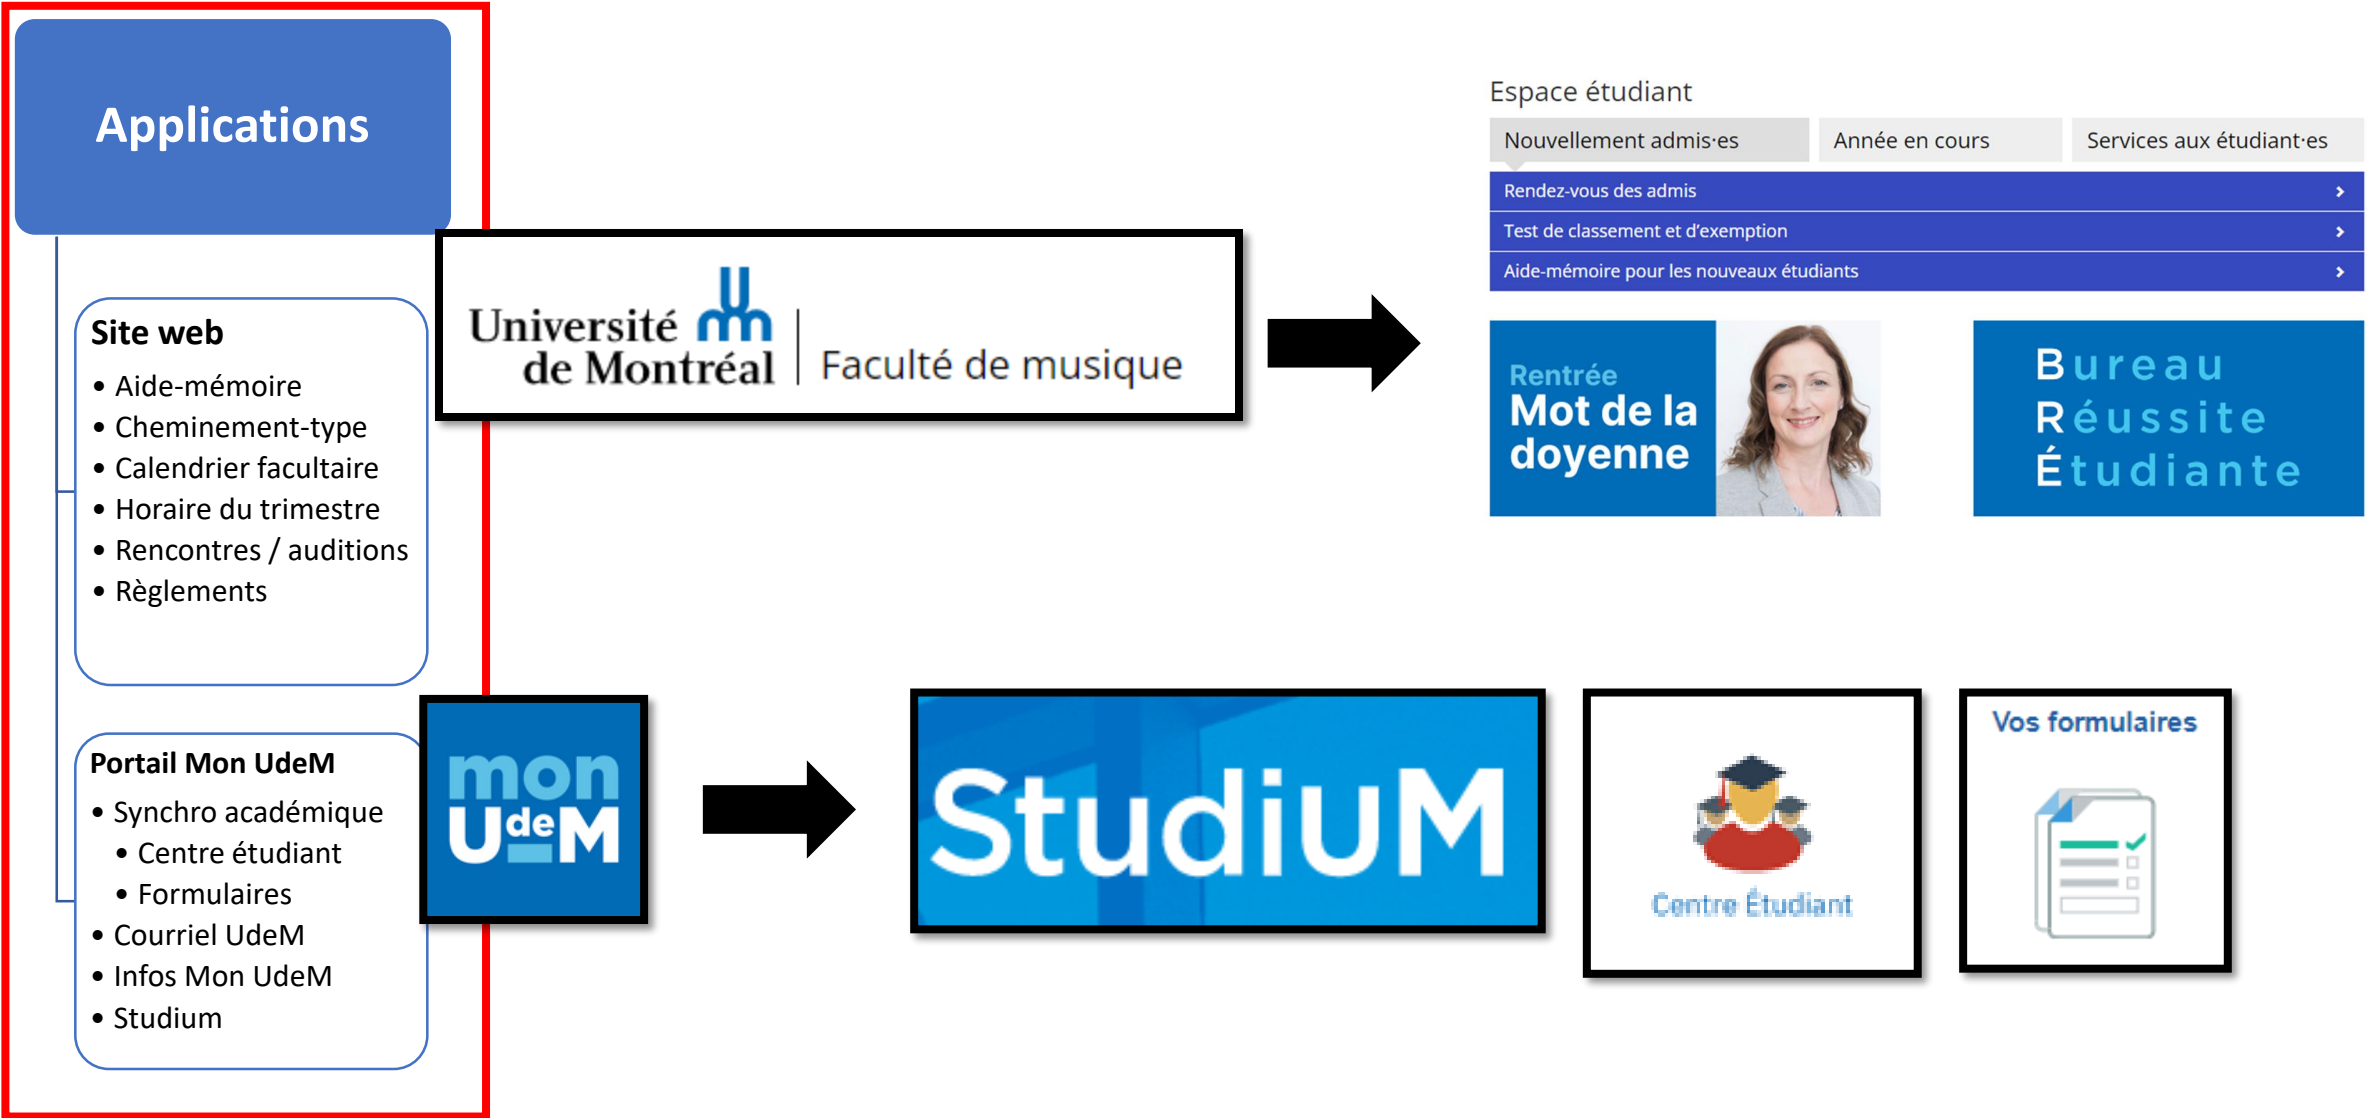 Applications
Site web
• Aide-mémoire
• Cheminement-type
• Calendrier facultaire
• Horaire du trimestre
• Rencontres / auditions
• Règlements
Portail Mon UdeM
• Synchro académique
• Centre étudiant
• Formulaires
• Courriel UdeM
• Infos Mon UdeM
• Studium
Université
de Montréal
Faculté de musique
Espace étudiant
Nouvellement admis·es
Année en cours
Services aux étudiant·es
Rendez-vous des admis
Test de classement et d'exemption
Aide-mémoire pour les nouveaux étudiants
Rentrée
Mot de la
doyenne
Bureau
Réussite
Étudiante
mon
UdeM
StudiUM
Centre Étudiant
Vos formulaires